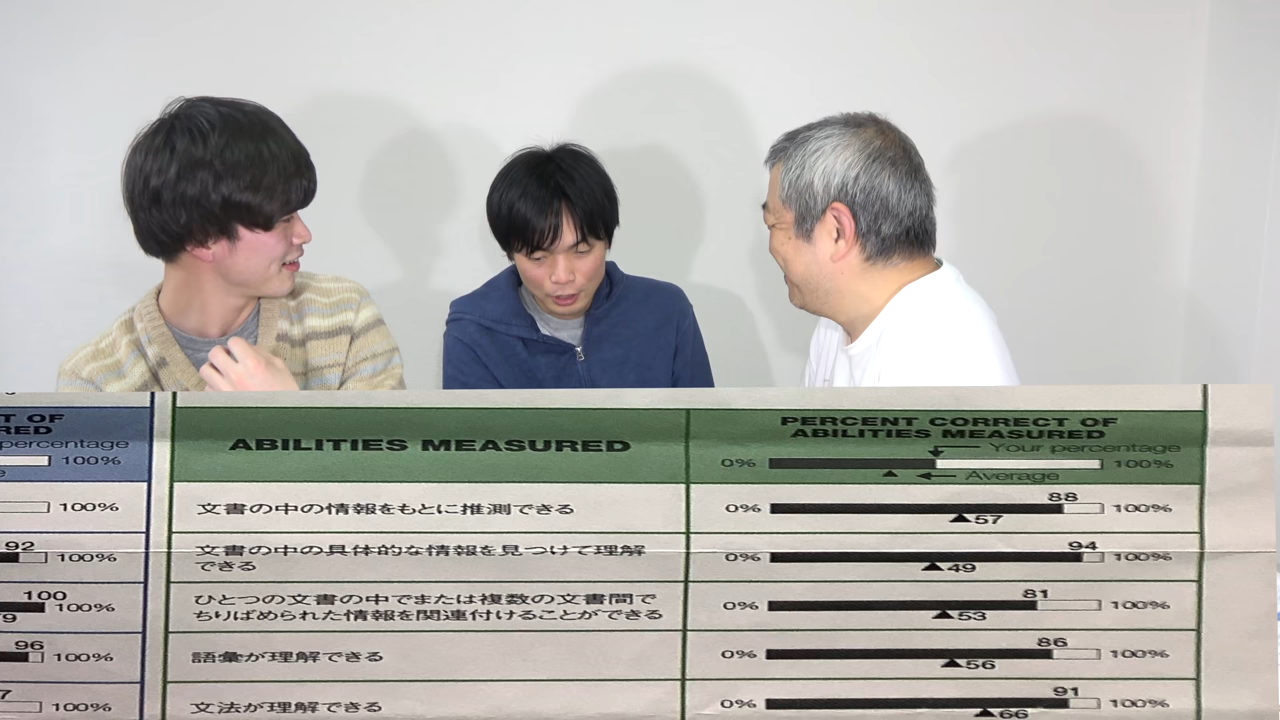 T OF
RED
percentage
100%
e
100%
92
100%
100
100%
9
96
100%
7
100%
ABILITIES MEASURED
PERCENT CORRECT OF
ABILITIES MEASURED
Your percentage
0% 100%
Average
文書の中の情報をもとに推測できる
88
0% 100%
57
文書の中の具体的な情報を見つけて理解
できる
94
0% 100%
49
ひとつの文書の中でまたは複数の文書間で
ちりばめられた情報を関連付けることができる
81
0% 100%
53
語彙が理解できる
86
0% 100%
56
文法が理解できる
91
0% 100%
66